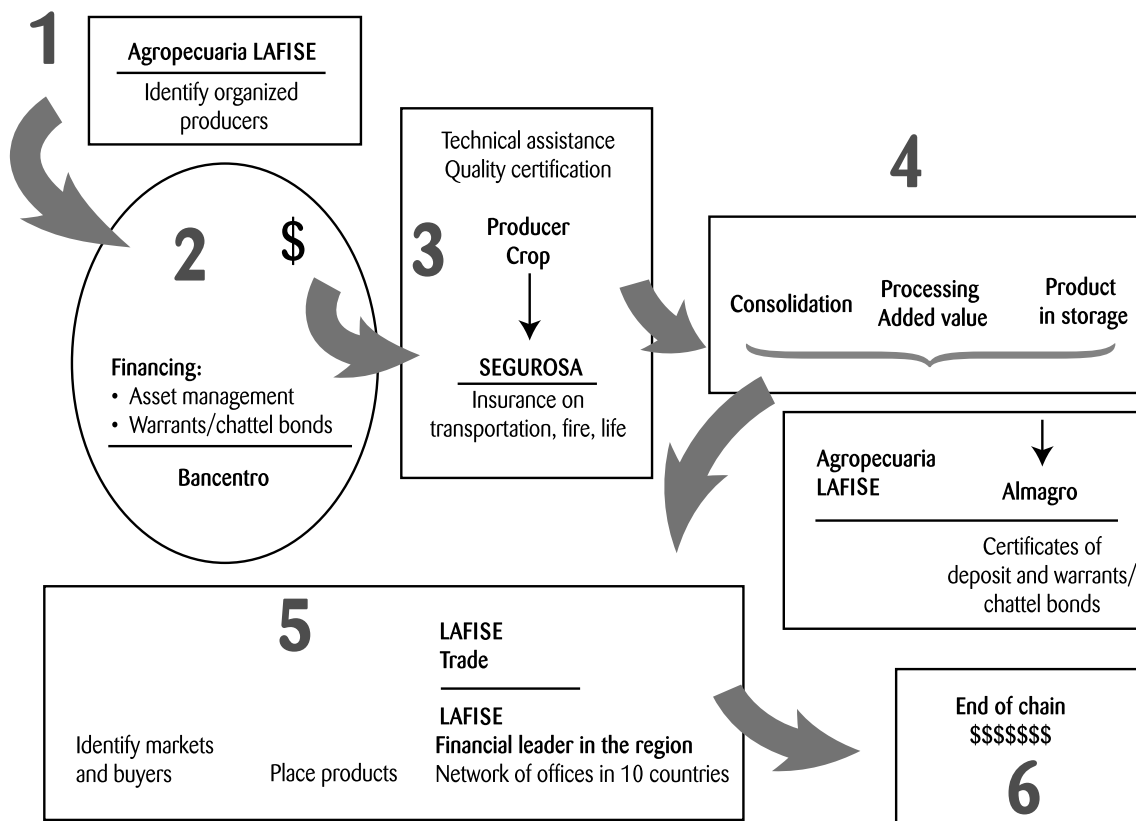 1
Agropecuaria LAFISE
Identify organized
producers
2
$
Financing:
• Asset management
• Warrants/chattel bonds
Bancentro
3
Technical assistance
Quality certification
Producer
Crop
SEGUROSA
Insurance on
transportation, fire, life
4
Consolidation
Processing
Added value
Product
in storage
Agropecuaria
LAFISE
Almagro
Certificates of
deposit and warrants/
chattel bonds
5
Identify markets
and buyers
Place products
LAFISE
Trade
LAFISE
Financial leader in the region
Network of offices in 10 countries
End of chain
$$$$$$$
6